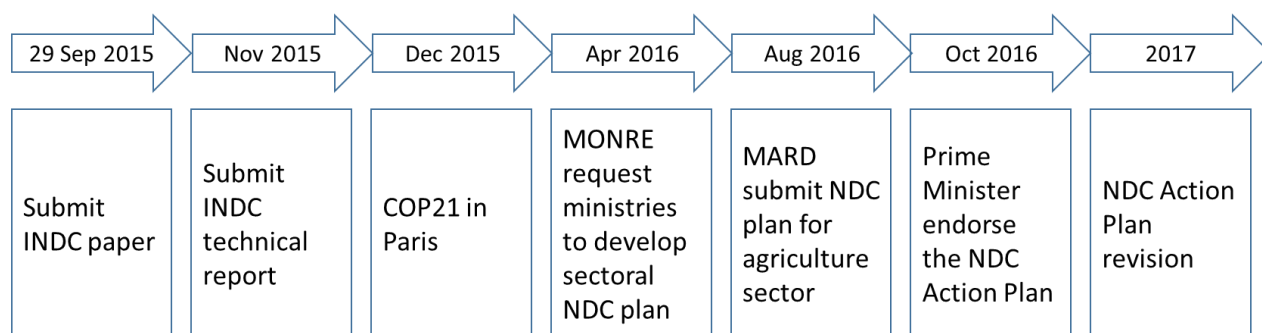 29 Sep 2015
Nov 2015
Dec 2015
Apr 2016
Aug 2016
Oct 2016
2017
Submit
INDC paper
Submit
INDC
technical
report
COP21 in
Paris
MONRE
request
ministries
to develop
sectoral
NDC plan
MARD
submit NDC
plan for
agriculture
sector
Prime
Minister
endorse
the NDC
Action Plan
NDC Action
Plan
revision